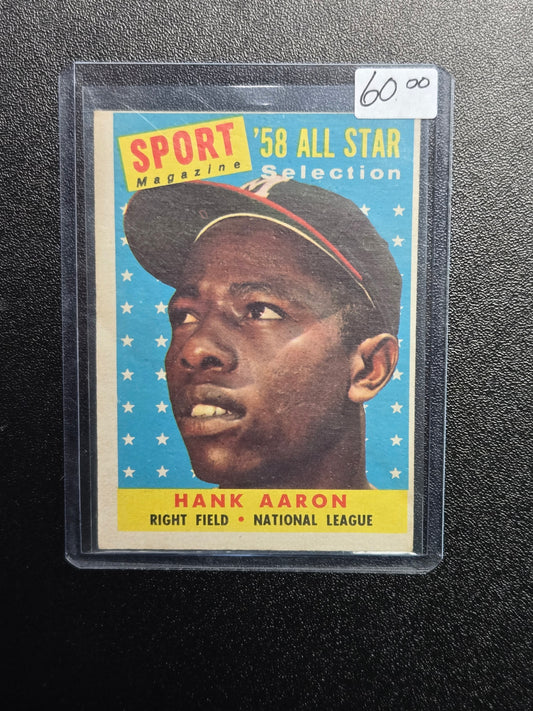 60.00
SPORT
Magazine
'58 ALL STAR
Selection
HANK AARON
RIGHT FIELD • NATIONAL LEAGUE